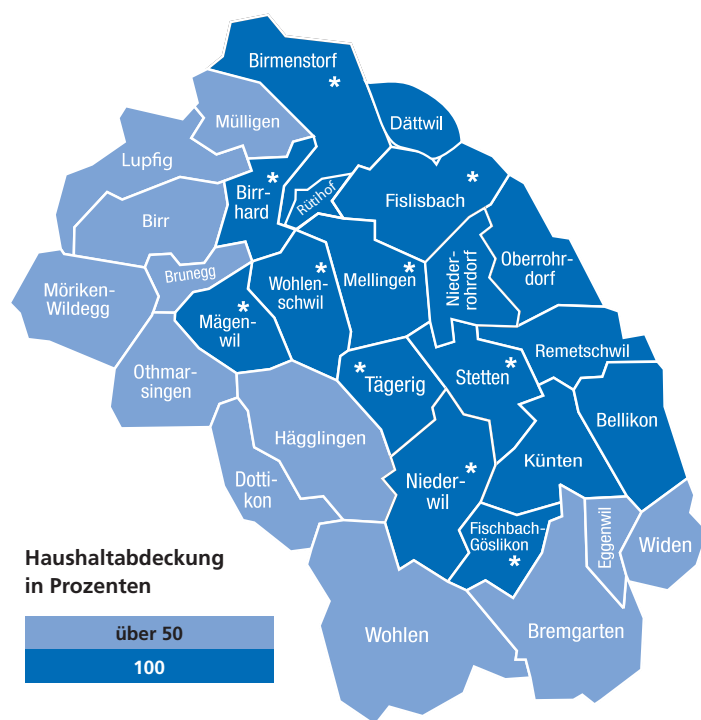 Birmenstorf
*
Mülligen
Dättwil
Lupfig
Birr-
hard
*
Rütihof
Fislisbach
*
Birr
Brunegg
Wohlen-
schwil
*
Mellingen
*
Nieder-
rohrdorf
Oberrohr-
dorf
Möriken-
Wildegg
Mägen-
wil
*
Othmar-
singen
Tägerig
*
Stetten
*
Remetschwil
Bellikon
Hägglingen
Dotti-
kon
Nieder-
wil
*
Künten
Fischbach-
Göslikon
*
Eggenwil
Widen
Wohlen
Bremgarten
Haushaltabdeckung
in Prozenten
über 50
100